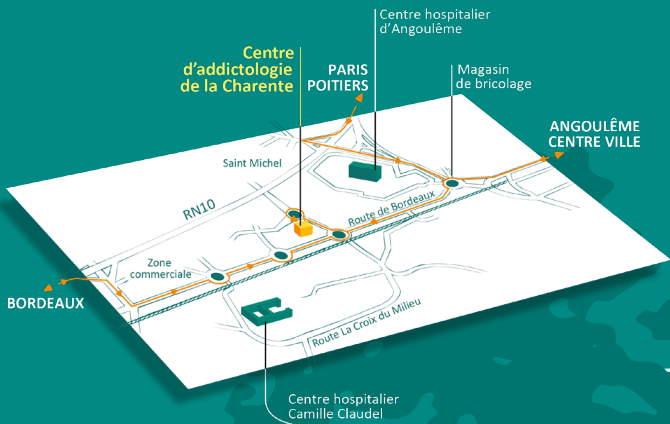 Centre hospitalier
d'Angoulême
Centre
d'addictologie
de la Charente
PARIS
POITIERS
Magasin
de bricolage
ANGOULÊME
CENTRE VILLE
Saint Michel
RN10
Route de Bordeaux
Zone
commerciale
BORDEAUX
Route La Croix du Milieu
Centre hospitalier
Camille Claudel